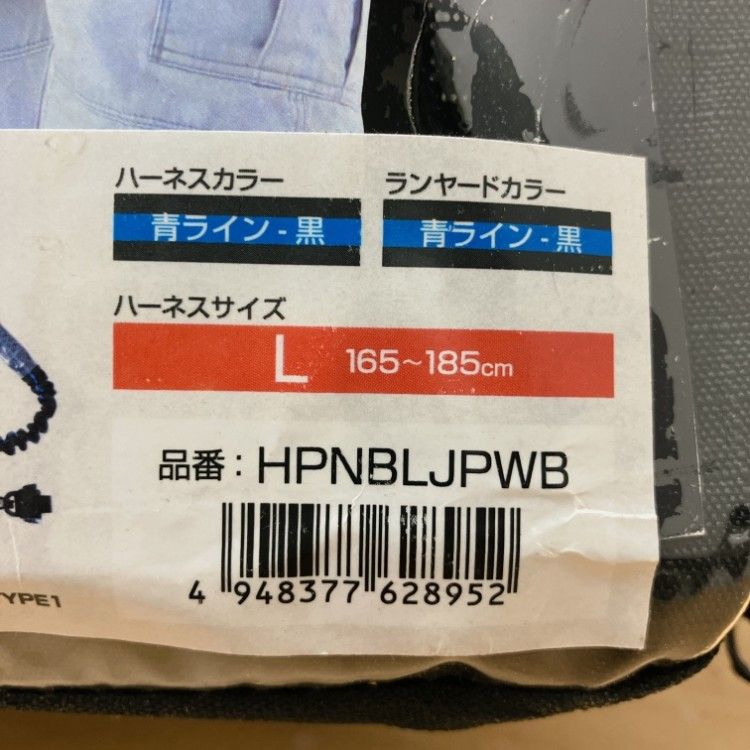 ハーネスカラー
青ライン - 黒
ランヤードカラー
青ライン - 黒
ハーネスサイズ
L 165～185cm
品番：HPNBLJPWB
4 948377 628952
TYPE1